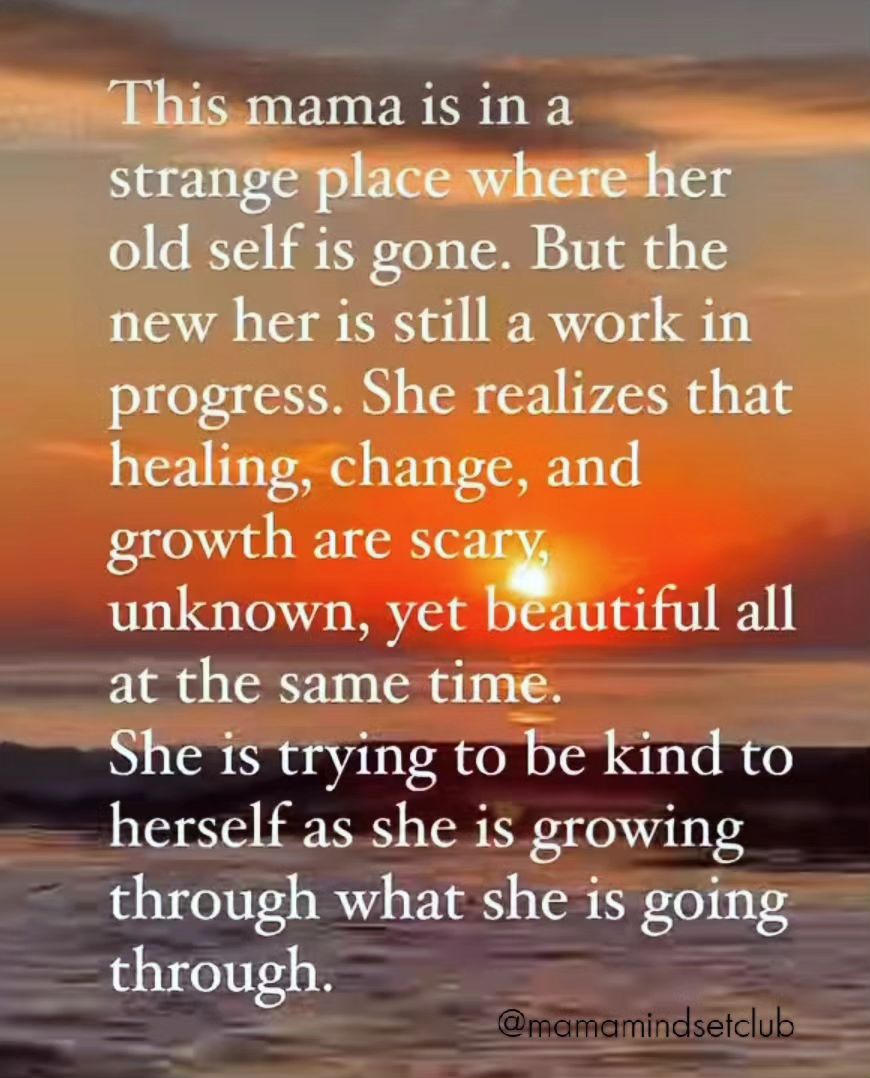 This mama is in a
strange place where her
old self is gone. But the
new her is still a work in
progress. She realizes that
healing, change, and
growth are scary,
unknown, yet beautiful all
at the same time.
She is trying to be kind to
herself as she is growing
through what she is going
through.
@mamamindsetclub